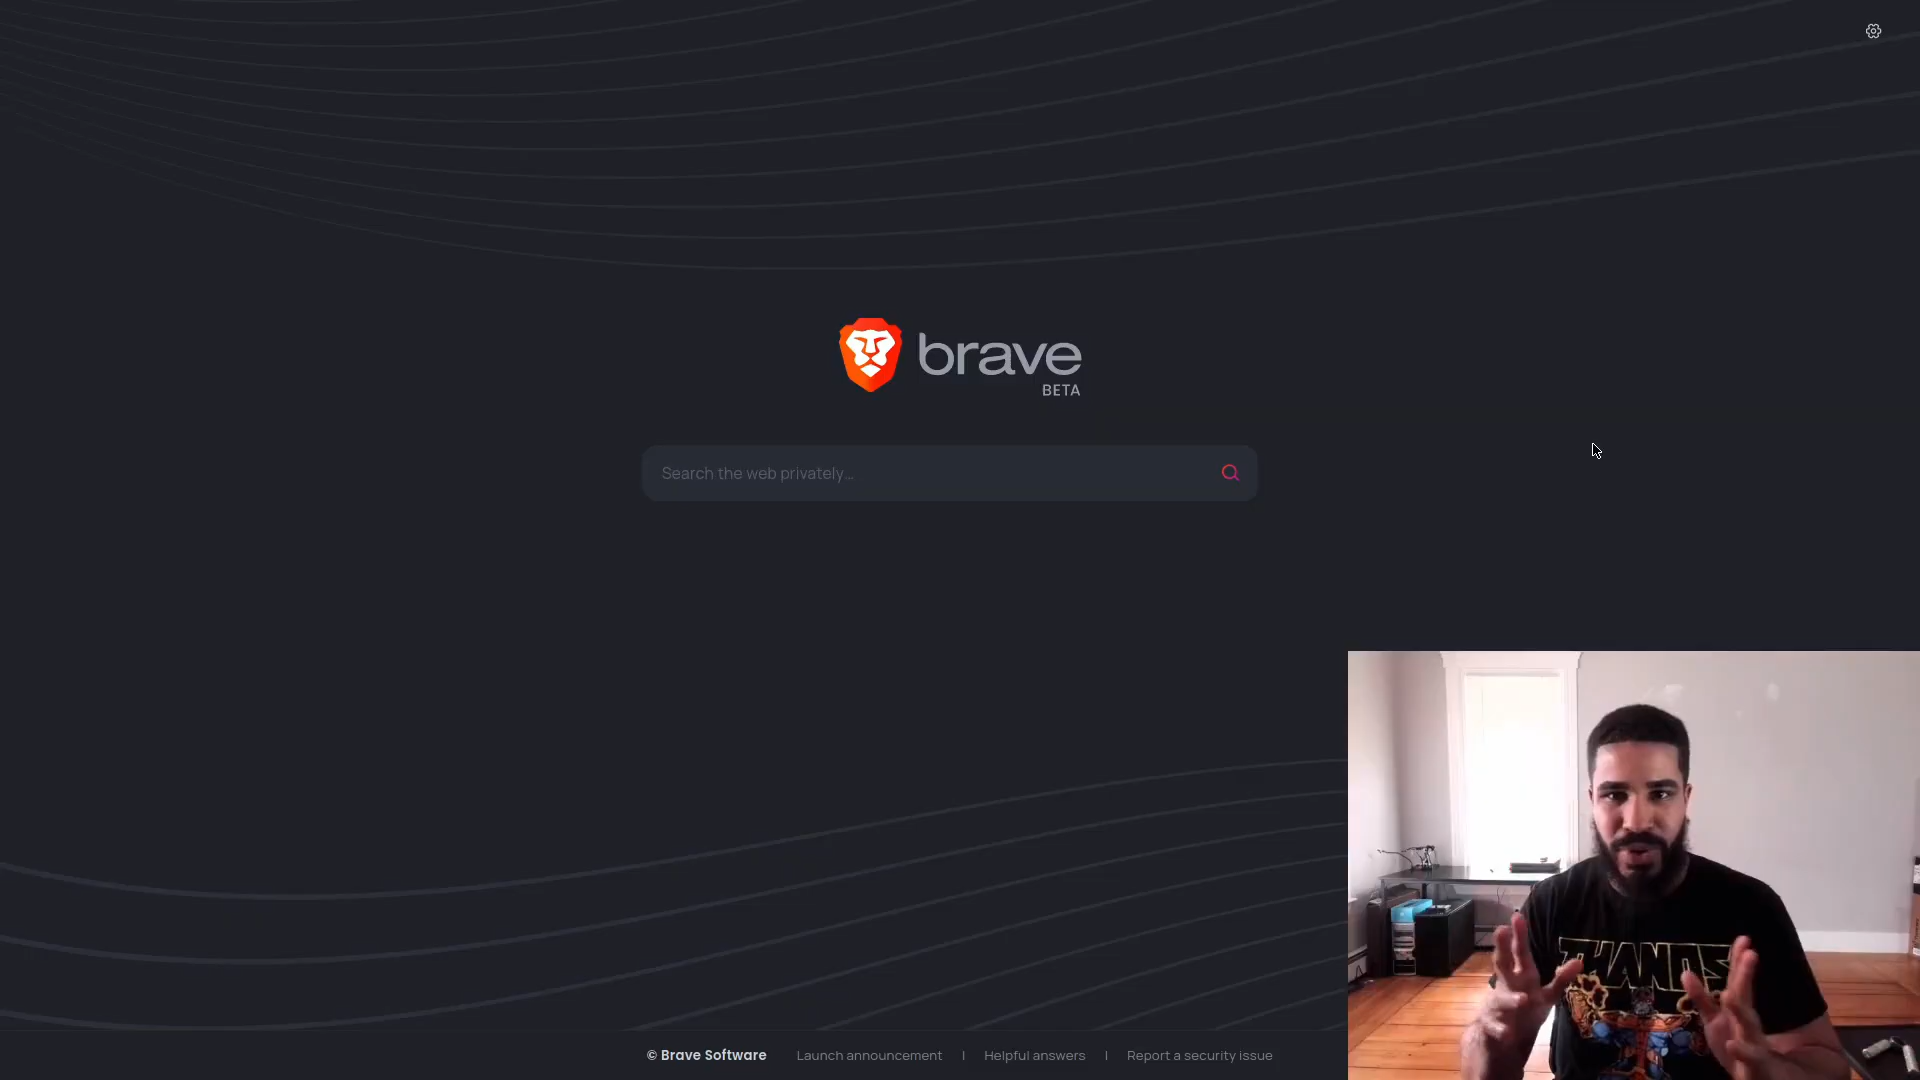 brave
BETA
Search the web privately...
© Brave Software Launch announcement | Helpful answers | Report a security issue
THANOS